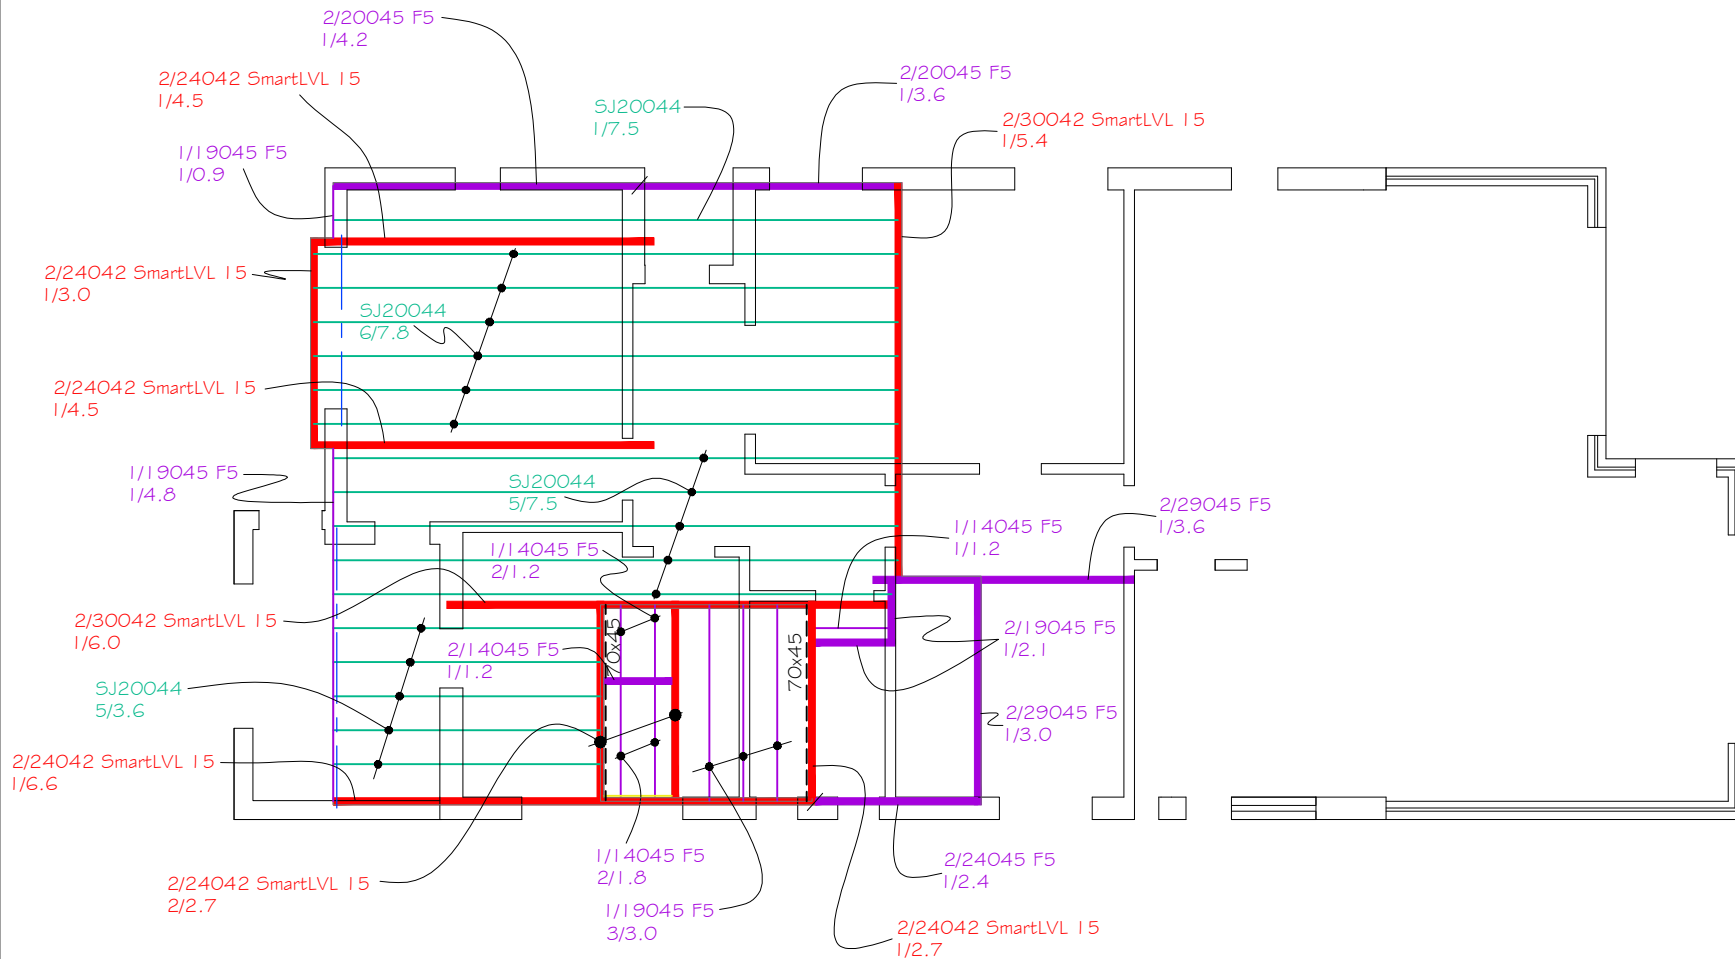 2/20045 F5
1/4.2
2/24042 SmartLVL 15
1/4.5
2/20045 F5
1/3.6
SJ20044
1/7.5
2/30042 SmartLVL 15
1/5.4
1/19045 F5
1/0.9
2/24042 SmartLVL 15
1/3.0
SJ20044
6/7.8
2/24042 SmartLVL 15
1/4.5
1/19045 F5
1/4.8
SJ20044
5/7.5
2/29045 F5
1/3.6
1/14045 F5
1/1.2
1/14045 F5
2/1.2
2/30042 SmartLVL 15
1/6.0
70x45
70x45
2/19045 F5
1/2.1
2/14045 F5
1/1.2
SJ20044
5/3.6
2/29045 F5
1/3.0
2/24042 SmartLVL 15
1/6.6
1/14045 F5
2/1.8
2/24045 F5
1/2.4
2/24042 SmartLVL 15
2/2.7
1/19045 F5
3/3.0
2/24042 SmartLVL 15
1/2.7